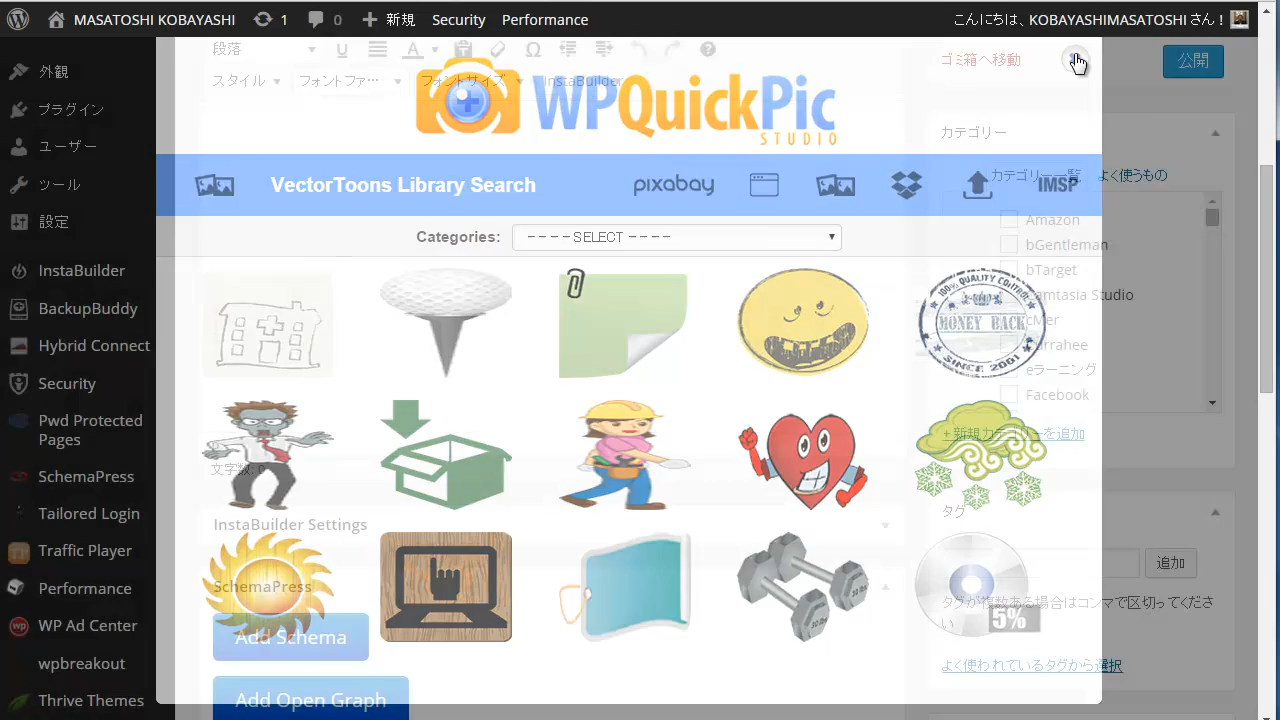 MASATOSHI KOBAYASHI 1 0 新規 Security Performance こんにちは、KOBAYASHIMASATOSHI さん !
段落
スタイル フォントファ… フォントサイズ InstaBuilder
ゴミ箱へ移動 公開
WPQuickPic
STUDIO
VectorToons Library Search pixabay IMSP
Categories: - - - - SELECT - - - -
外観
プラグイン
ユーザー
ツール
設定
InstaBuilder
BackupBuddy
Hybrid Connect
Security
Pwd Protected
Pages
SchemaPress
Tailored Login
Traffic Player
Performance
WP Ad Center
wpbreakout
Thrive Themes
カテゴリー
カテゴリー一覧 よく使うもの
Amazon
bGentleman
bTarget
Camtasia Studio
cMer
Currahee
eラーニング
Facebook
+ 新規カテゴリーを追加
100% QUALITY CONTROL
MONEY BACK
SINCE 2001
文字数: 0
InstaBuilder Settings
SchemaPress
Add Schema
Add Open Graph
30 lbs
30 lbs
5%
タグ
追加
タグが複数ある場合はコンマで区切ってくださ
よく使われているタグから選択